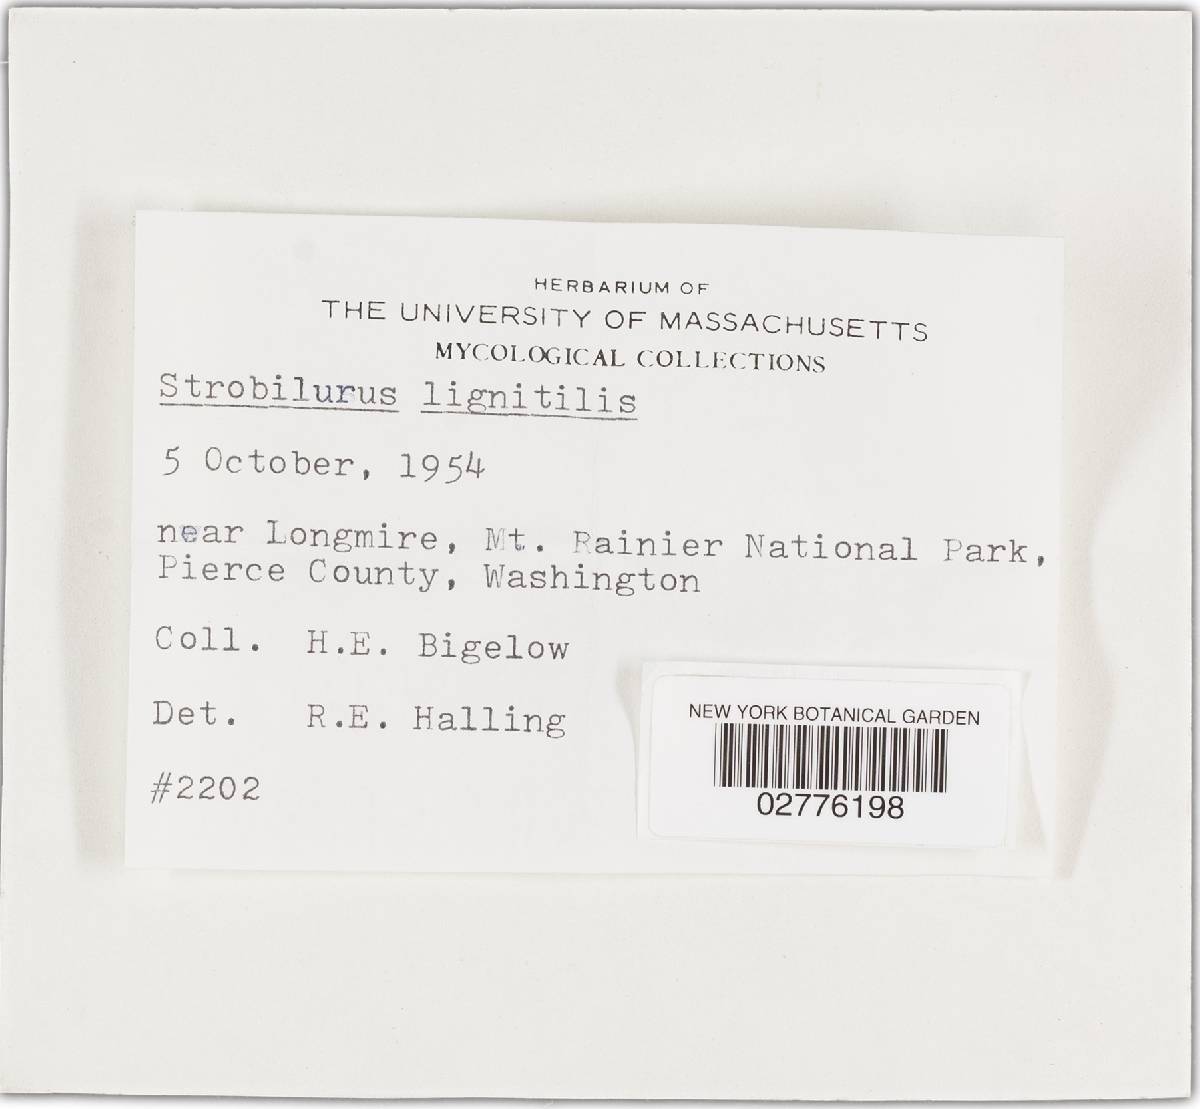 HERBARIUM OF
THE UNIVERSITY OF MASSACHUSETTS
MYCOLOGICAL COLLECTIONS
Strobilurus lignitilis
5 October, 1954
near Longmire, Mt. Rainier National Park,
Pierce County, Washington
Coll. H.E. Bigelow
Det. R.E. Halling
#2202
NEW YORK BOTANICAL GARDEN
02776198